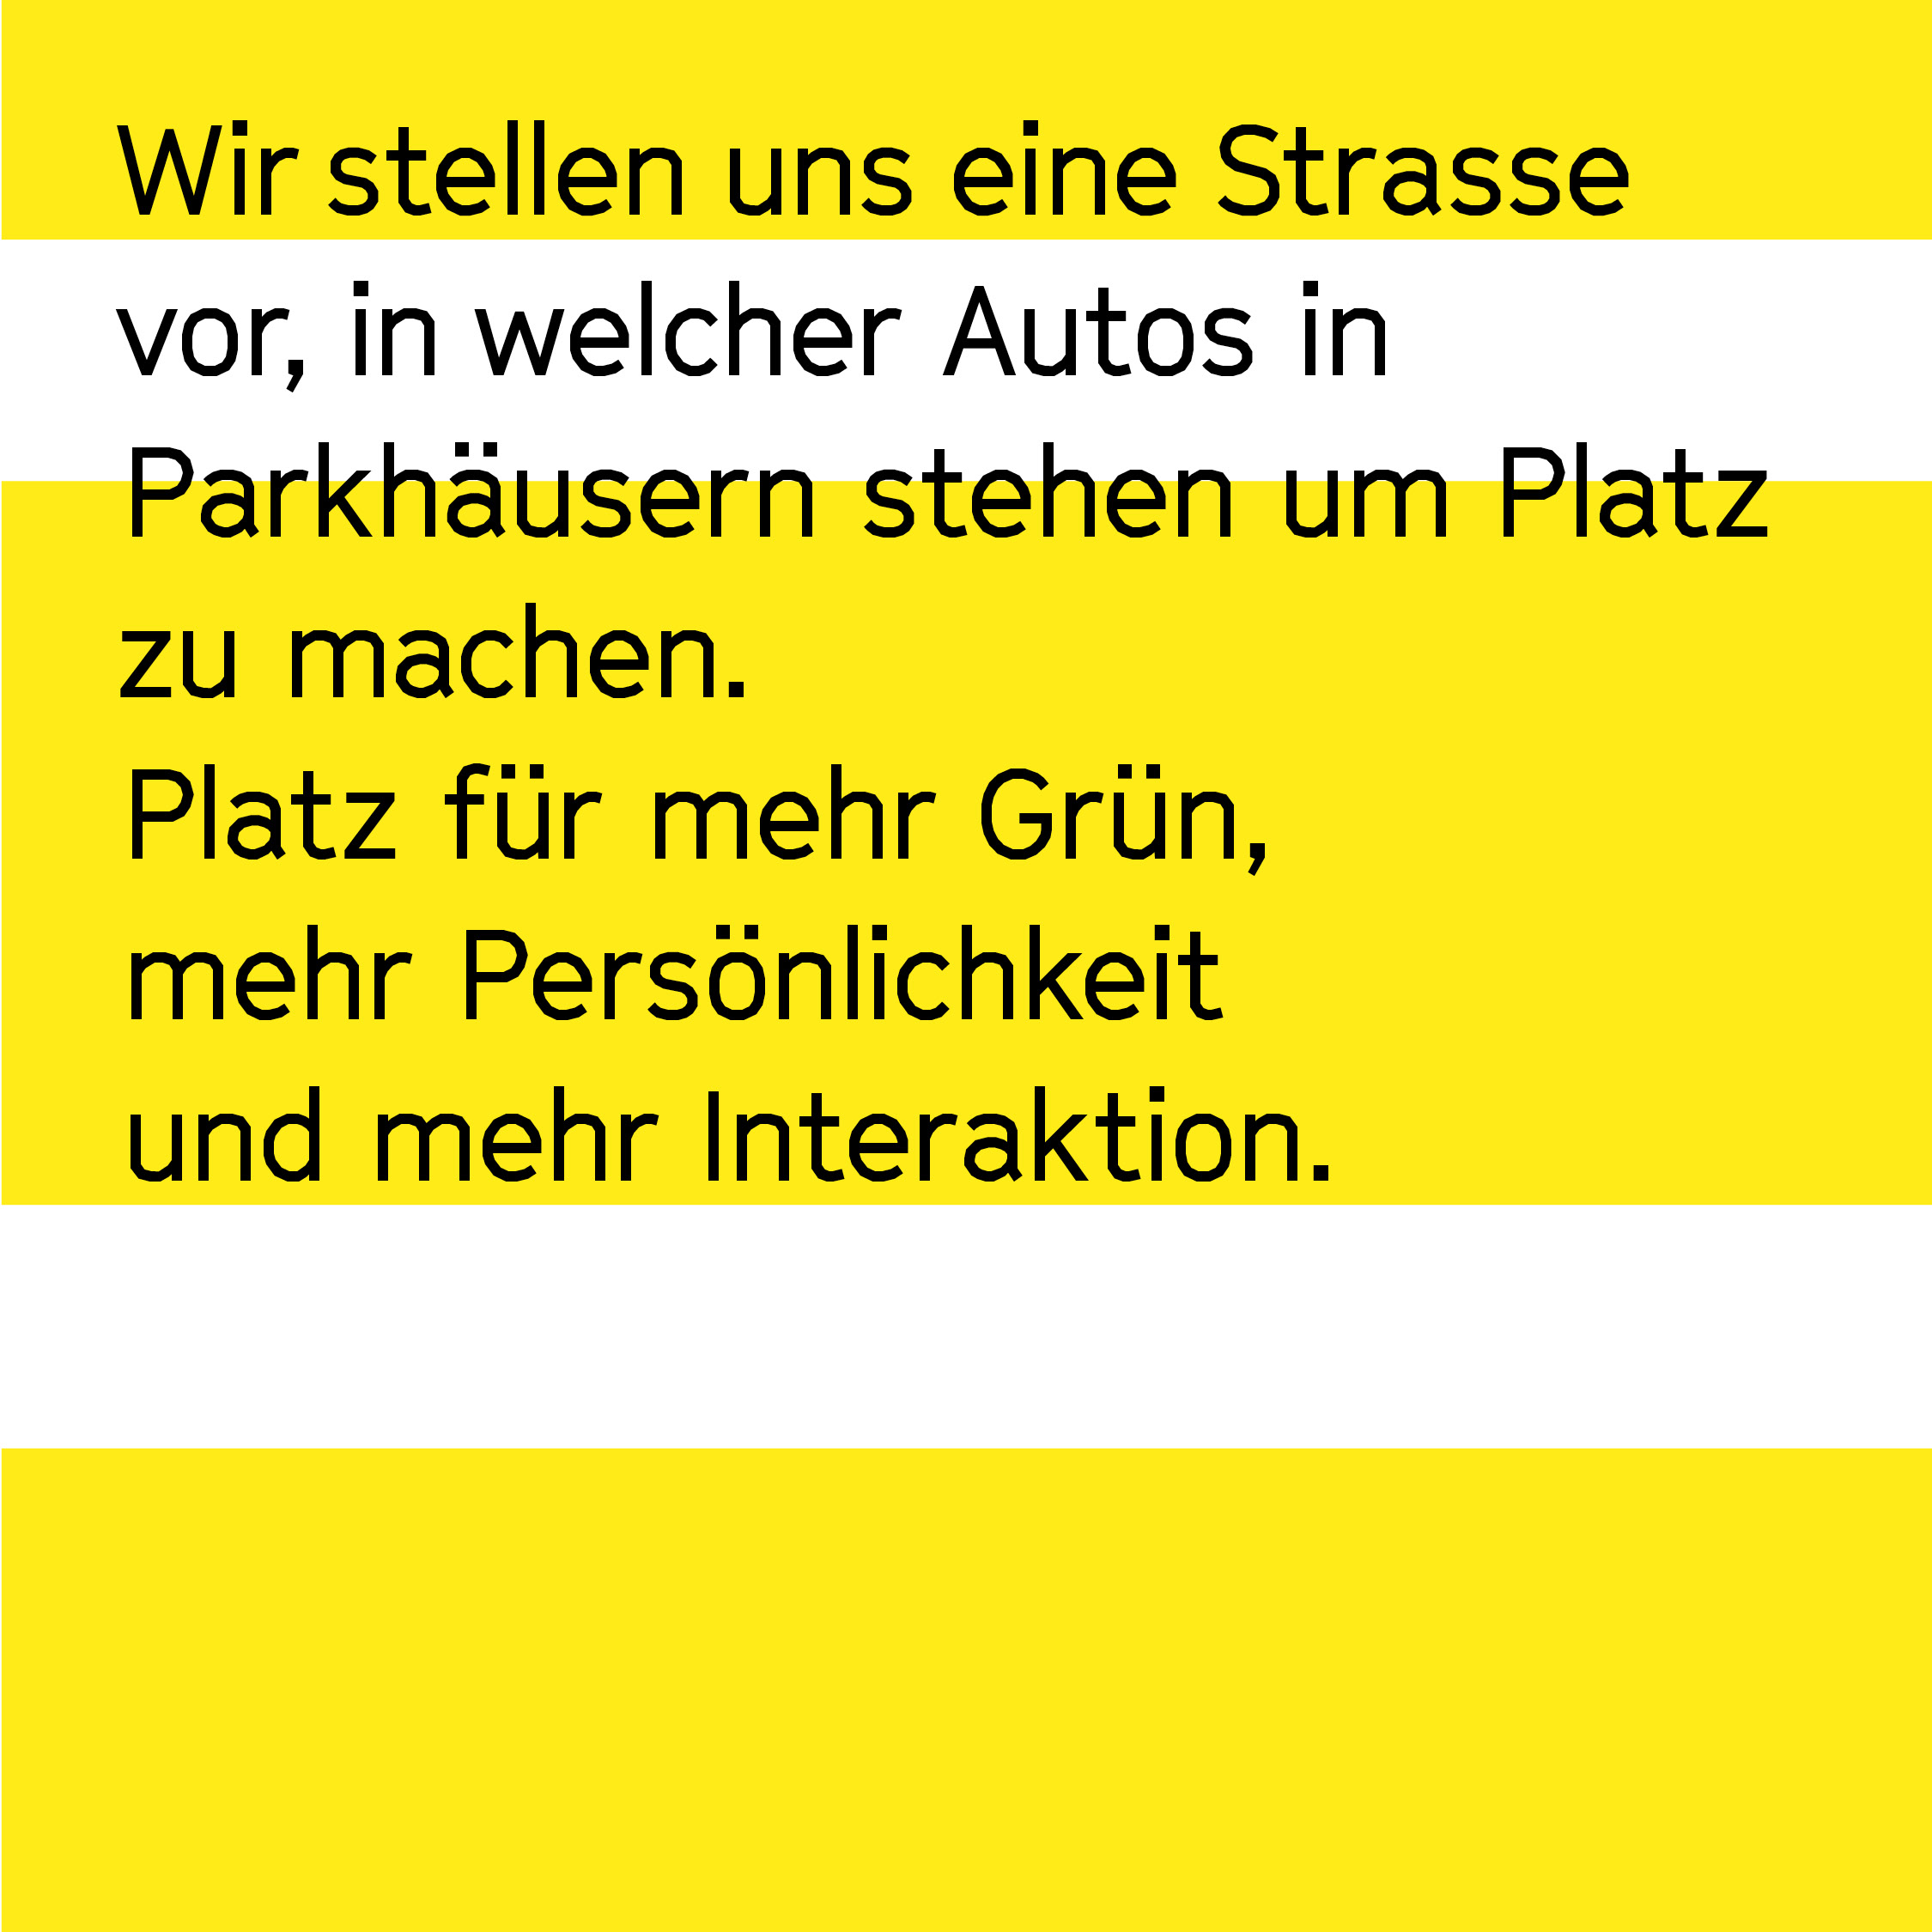 Wir stellen uns eine Strasse
vor, in welcher Autos in
Parkhäusern stehen um Platz
zu machen.
Platz für mehr Grün,
mehr Persönlichkeit
und mehr Interaktion.